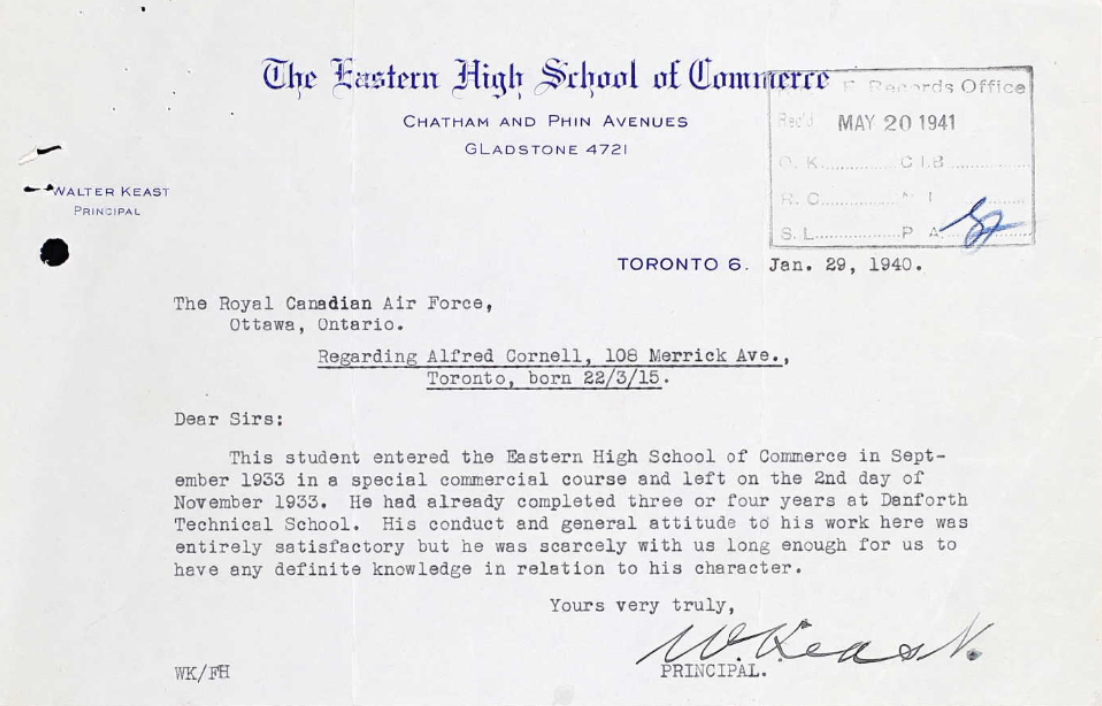 The Eastern High School of Commerce
CHATHAM AND PHIN AVENUES
GLADSTONE 4721
Records Office
Rec'd MAY 20 1941
O. K. C I B
R. C.
S. L. P A.
WALTER KEAST
PRINCIPAL
TORONTO 6. Jan. 29, 1940.
The Royal Canadian Air Force,
Ottawa, Ontario.
Regarding Alfred Cornell, 108 Merrick Ave.,
Toronto, born 22/3/15.
Dear Sirs:
This student entered the Eastern High School of Commerce in Sept-
ember 1933 in a special commercial course and left on the 2nd day of
November 1933. He had already completed three or four years at Danforth
Technical School. His conduct and general attitude to his work here was
entirely satisfactory but he was scarcely with us long enough for us to
have any definite knowledge in relation to his character.
Yours very truly,
W. Keast.
PRINCIPAL.
WK/FH